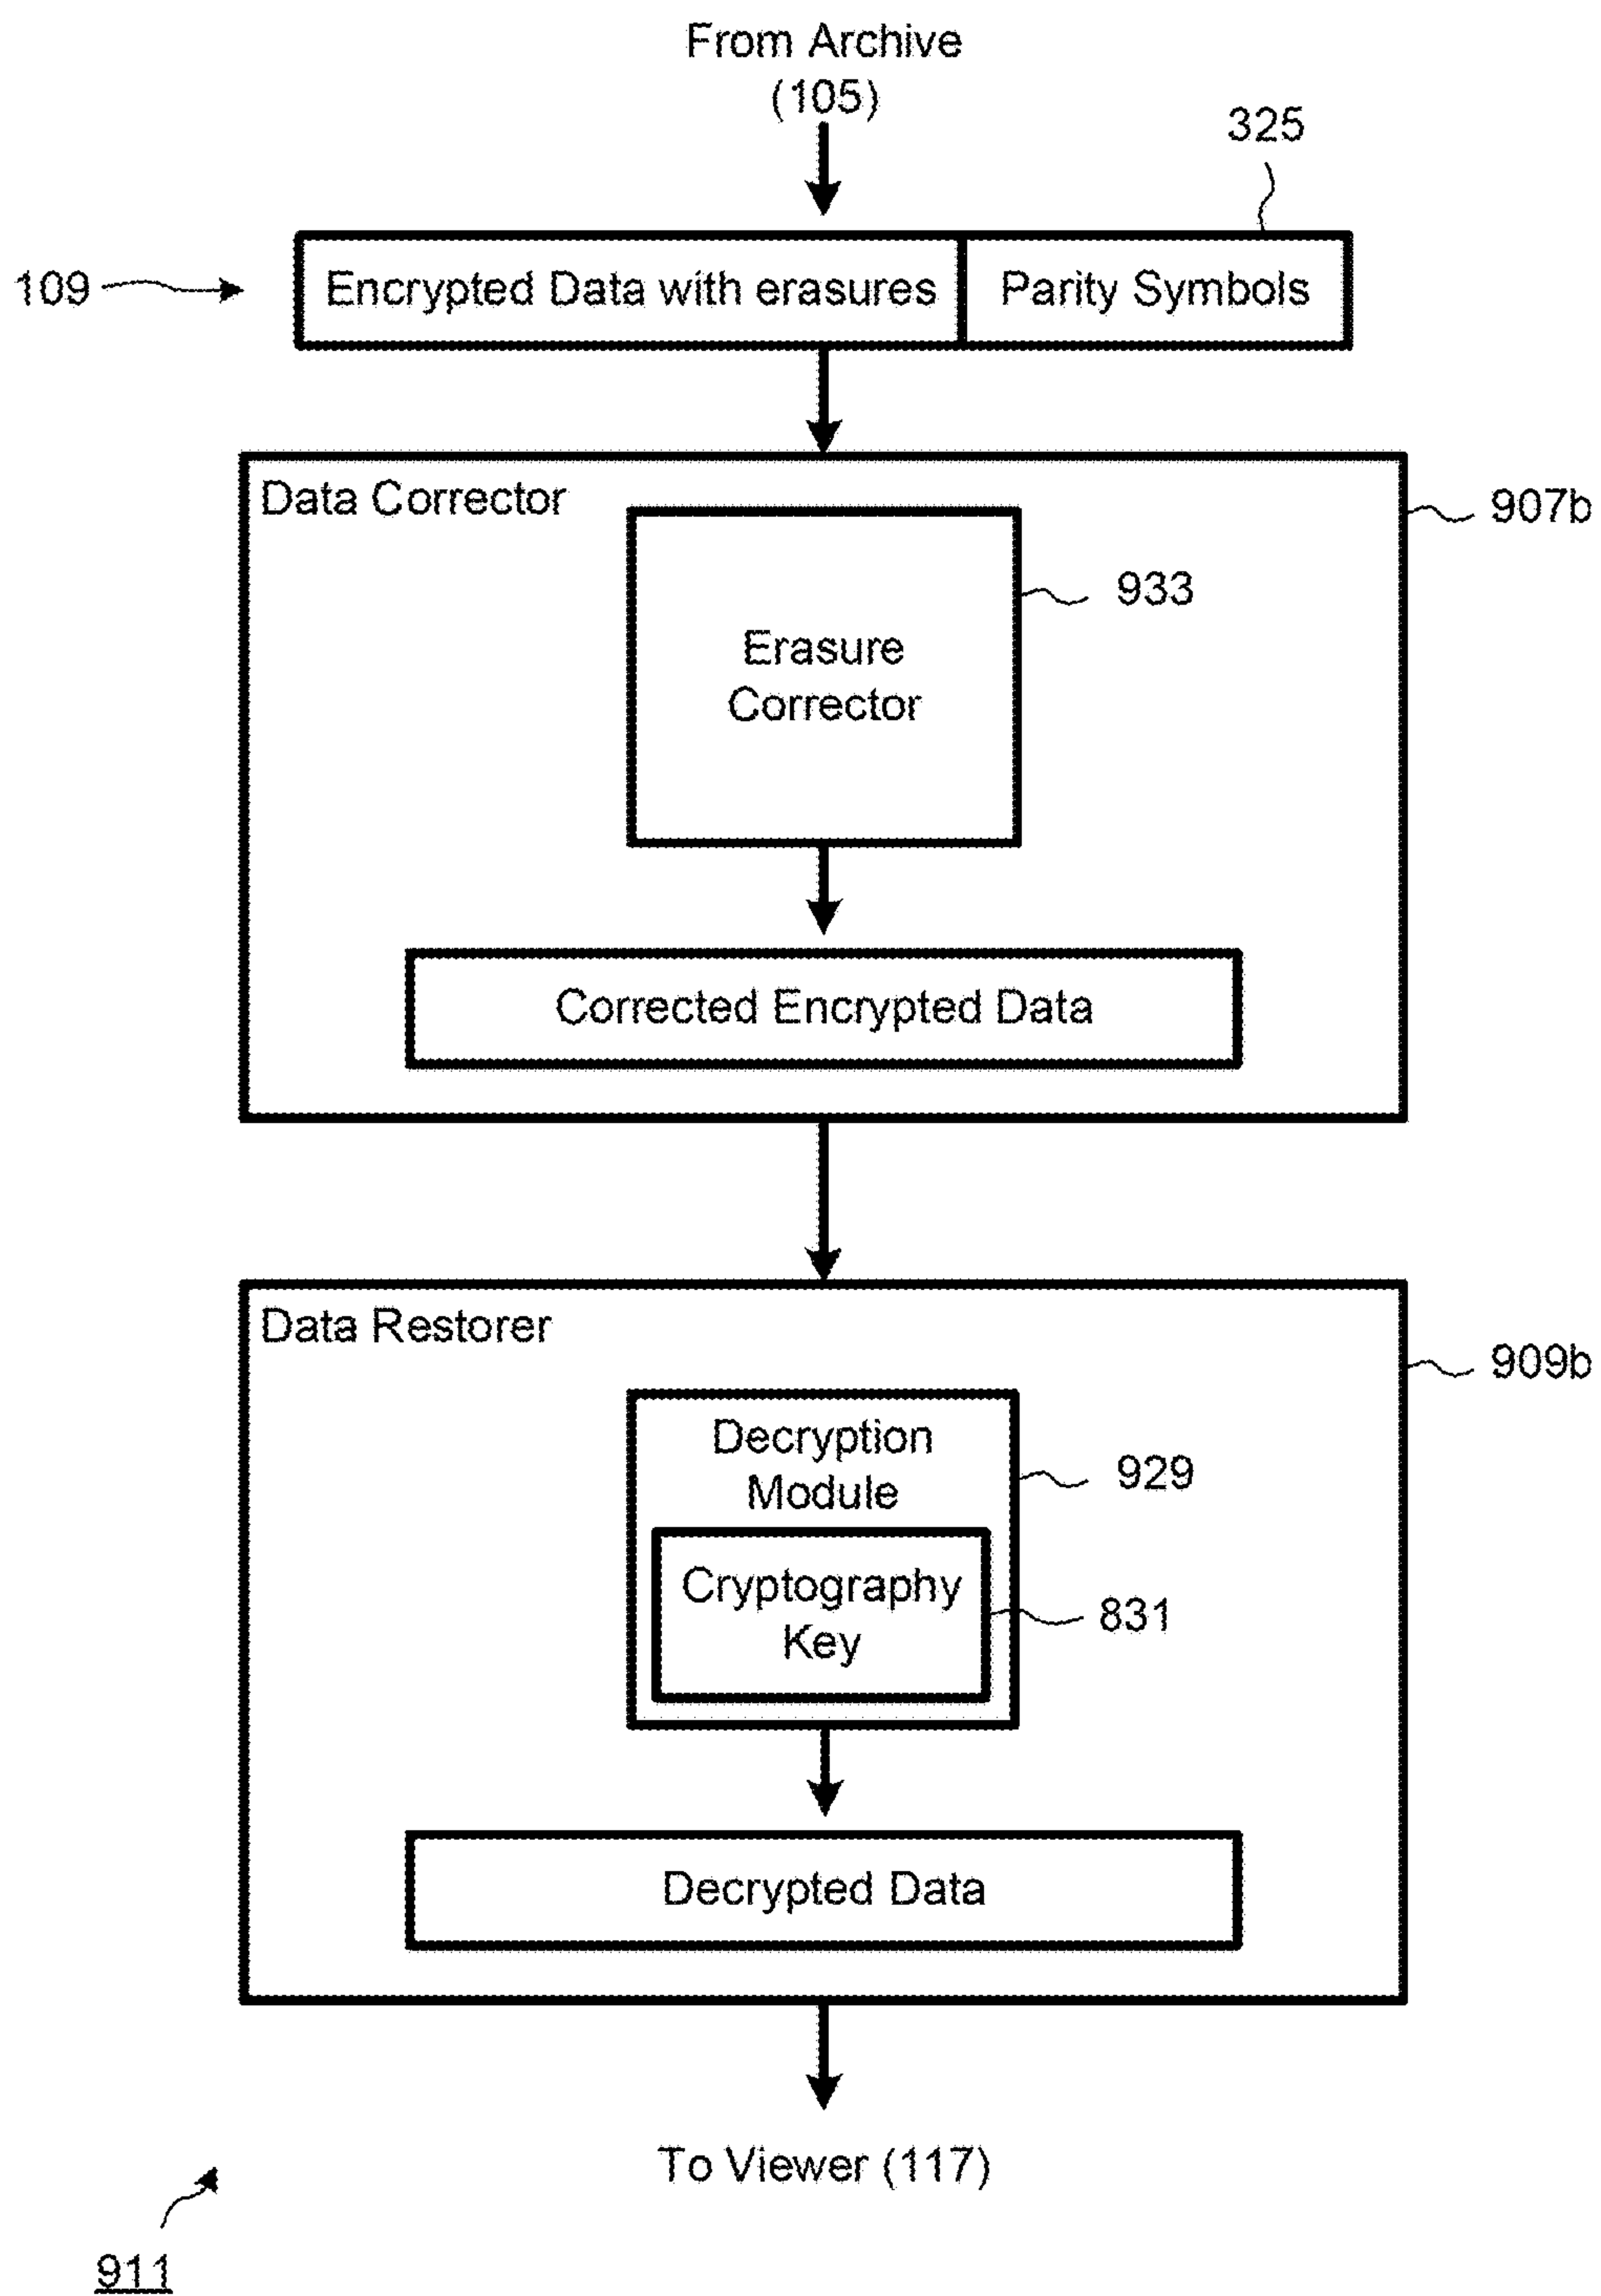 From Archive
(105)
325
109
Encrypted Data with erasures
Parity Symbols
Data Corrector
907b
933
Erasure
Corrector
Corrected Encrypted Data
Data Restorer
909b
Decryption
Module
929
Cryptography
Key
831
Decrypted Data
To Viewer (117)
911